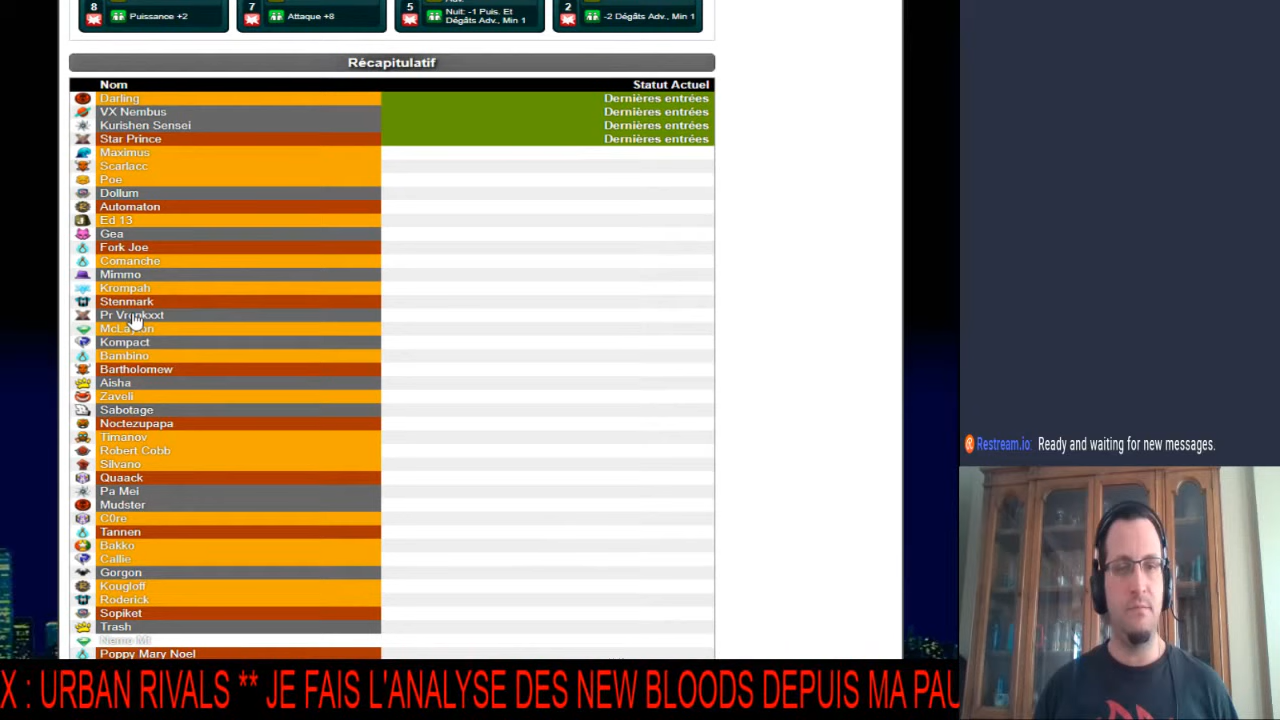 Adv.
8 Puissance +2
7 Attaque +8
5 Nuit: -1 Puis. Et Dégâts Adv., Min 1
2 -2 Dégâts Adv., Min 1
Récapitulatif
Nom Statut Actuel
Darling Dernières entrées
VX Nembus Dernières entrées
Kurishen Sensei Dernières entrées
Star Prince Dernières entrées
Maximus
Scarlacc
Poe
Dollum
Automaton
Ed 13
Gea
Fork Joe
Comanche
Mimmo
Krompah
Stenmark
Pr
Kompact
Bambino
Bartholomew
Aisha
Zaveli
Sabotage
Noctezupapa
Timanov
Robert Cobb
Silvano
Quaack
Pa Mei
Mudster
C0re
Tannen
Bakko
Callie
Gorgon
Kougloff
Roderick
Sopiket
Trash
Nemo Mt
Poppy Mary Noel
Restream.io: Ready and waiting for new messages.
X : URBAN RIVALS ** JE FAIS L'ANALYSE DES NEW BLOODS DEPUIS MA PAU